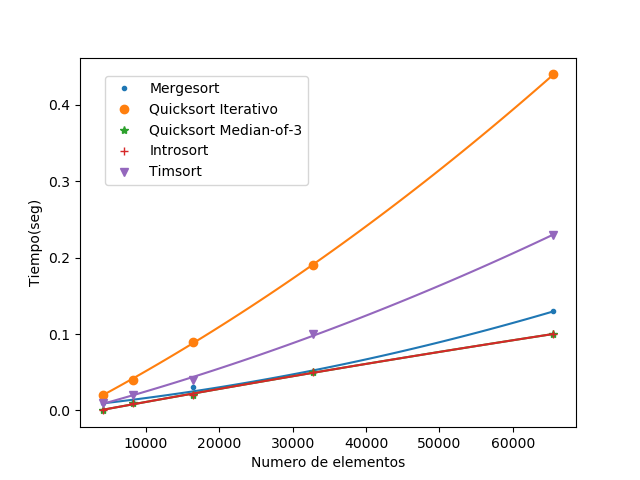 Mergesort
Quicksort Iterativo
Quicksort Median-of-3
Introsort
Timsort
0.4
0.3
0.2
0.1
0.0
Tiempo(seg)
10000 20000 30000 40000 50000 60000
Numero de elementos